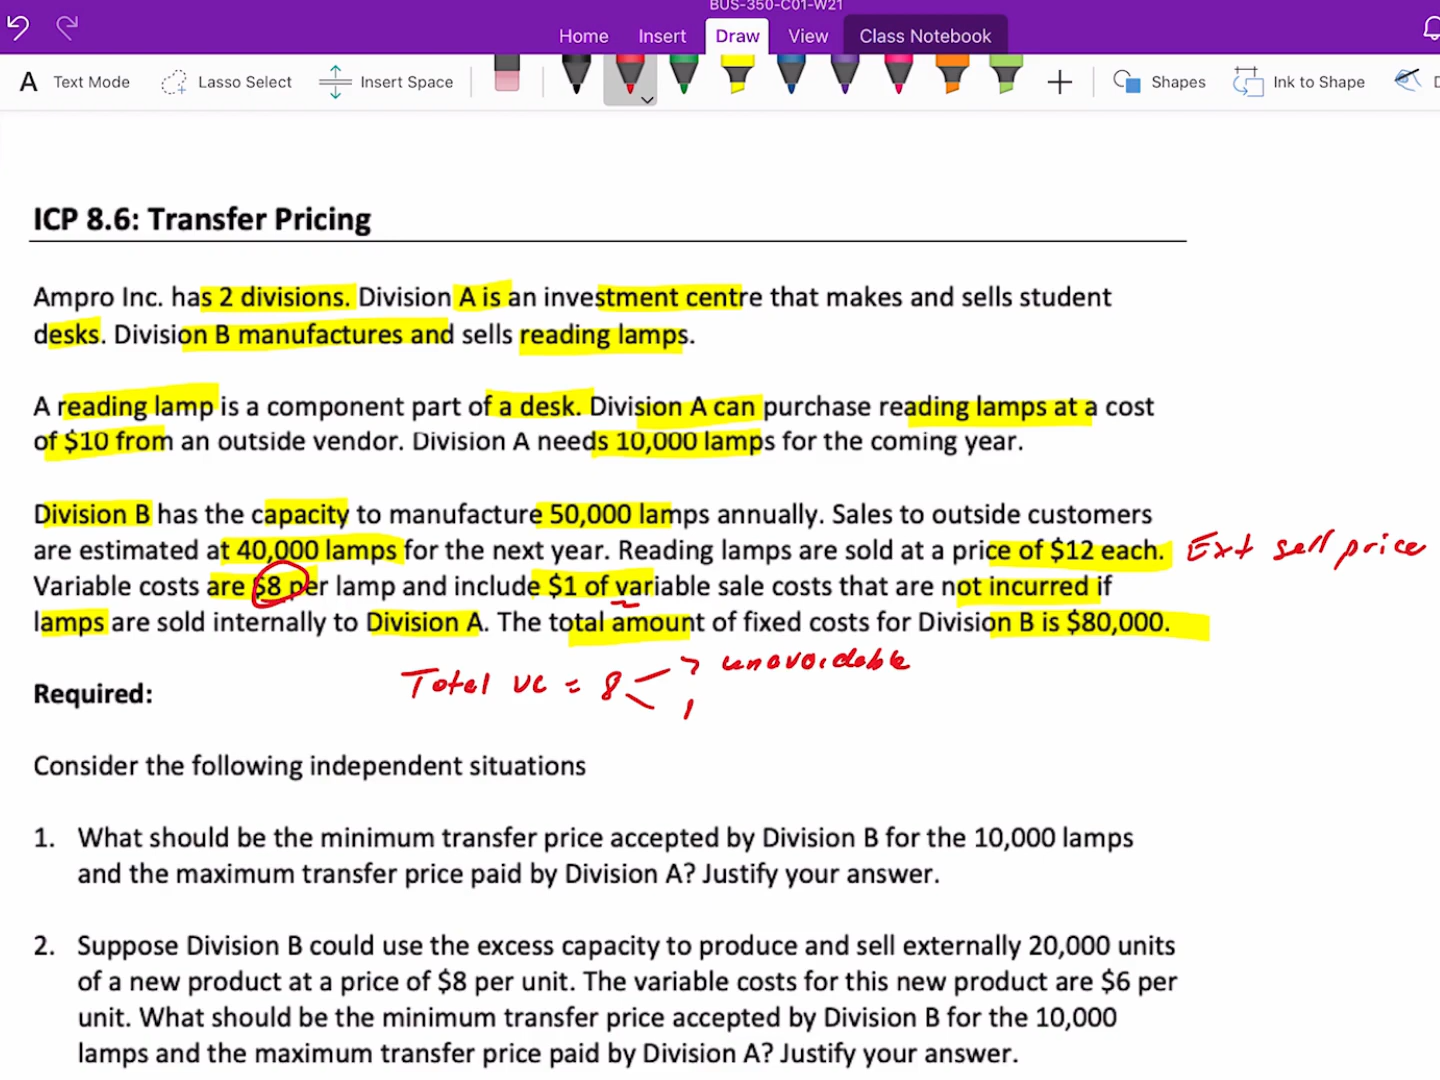 BUS-350-C01-W21
Home Insert Draw View Class Notebook
A Text Mode Lasso Select Insert Space Shapes Ink to Shape D
ICP 8.6: Transfer Pricing
Ampro Inc. has 2 divisions. Division A is an investment centre that makes and sells student
desks. Division B manufactures and sells reading lamps.
A reading lamp is a component part of a desk. Division A can purchase reading lamps at a cost
of $10 from an outside vendor. Division A needs 10,000 lamps for the coming year.
Division B has the capacity to manufacture 50,000 lamps annually. Sales to outside customers
are estimated at 40,000 lamps for the next year. Reading lamps are sold at a price of $12 each. Ext sell price
Variable costs are $8 per lamp and include $1 of variable sale costs that are not incurred if
lamps are sold internally to Division A. The total amount of fixed costs for Division B is $80,000.
Total VC = 8 7 unavoidable
1
Required:
Consider the following independent situations
1. What should be the minimum transfer price accepted by Division B for the 10,000 lamps
and the maximum transfer price paid by Division A? Justify your answer.
2. Suppose Division B could use the excess capacity to produce and sell externally 20,000 units
of a new product at a price of $8 per unit. The variable costs for this new product are $6 per
unit. What should be the minimum transfer price accepted by Division B for the 10,000
lamps and the maximum transfer price paid by Division A? Justify your answer.